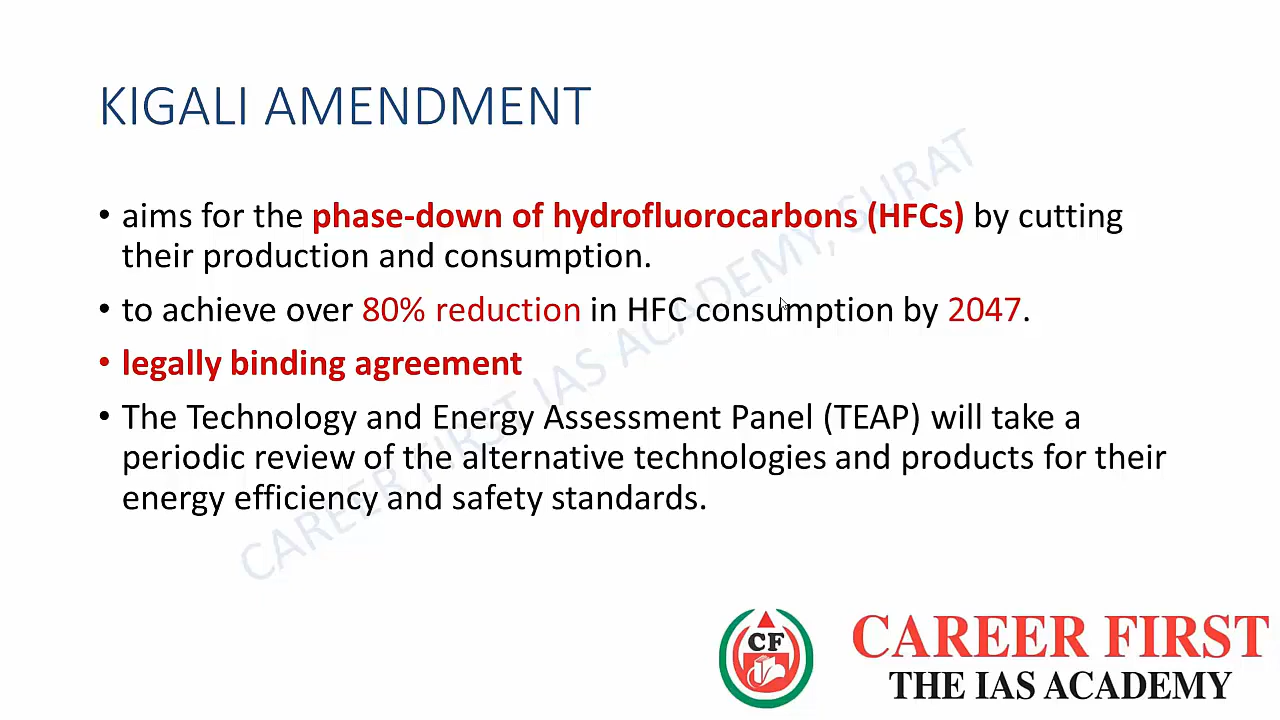 KIGALI AMENDMENT
• aims for the phase-down of hydrofluorocarbons (HFCs) by cutting
their production and consumption.
• to achieve over 80% reduction in HFC consumption by 2047.
• legally binding agreement
• The Technology and Energy Assessment Panel (TEAP) will take a
periodic review of the alternative technologies and products for their
energy efficiency and safety standards.
CAREER FIRST IAS ACADEMY, SURAT
CF
CAREER FIRST
THE IAS ACADEMY